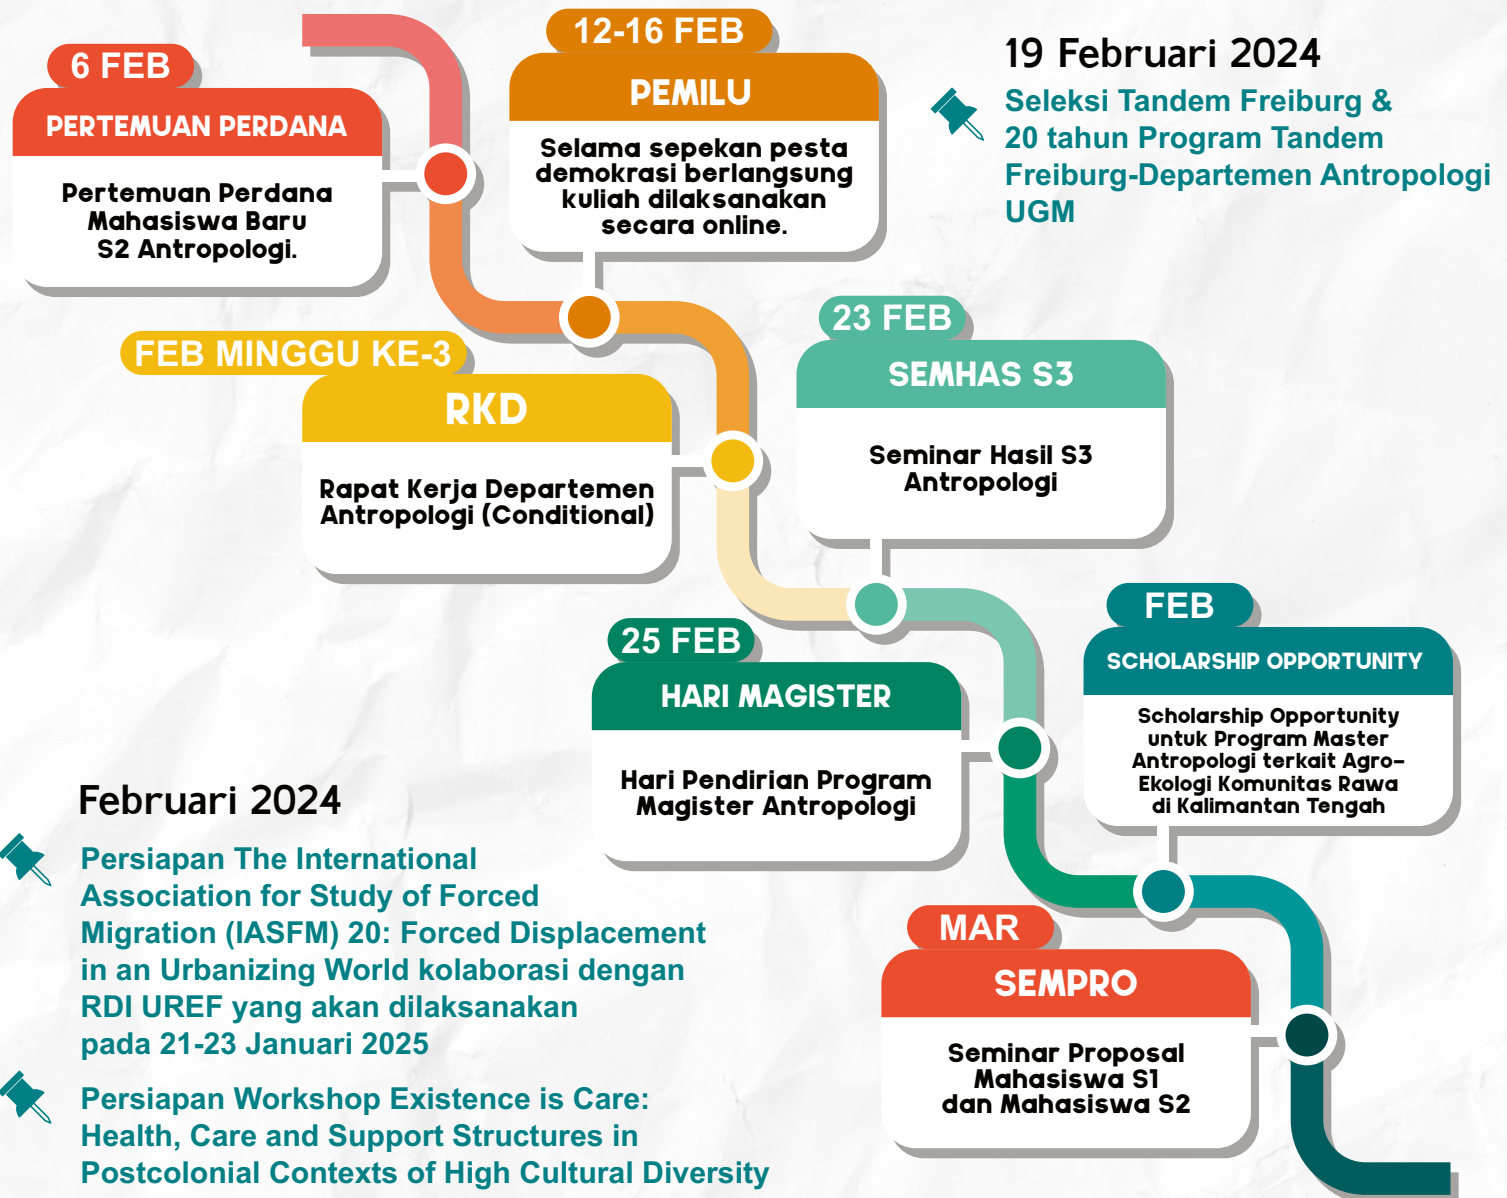 6 FEB
PERTEMUAN PERDANA
Pertemuan Perdana
Mahasiswa Baru
S2 Antropologi.
12-16 FEB
PEMILU
Selama sepekan pesta
demokrasi berlangsung
kuliah dilaksanakan
secara online.
19 Februari 2024
Seleksi Tandem Freiburg &
20 tahun Program Tandem
Freiburg-Departemen Antropologi
UGM
FEB MINGGU KE-3
RKD
Rapat Kerja Departemen
Antropologi (Conditional)
23 FEB
SEMHAS S3
Seminar Hasil S3
Antropologi
25 FEB
HARI MAGISTER
Hari Pendirian Program
Magister Antropologi
FEB
SCHOLARSHIP OPPORTUNITY
Scholarship Opportunity
untuk Program Master
Antropologi terkait Agro-
Ekologi Komunitas Rawa
di Kalimantan Tengah
Februari 2024
Persiapan The International
Association for Study of Forced
Migration (IASFM) 20: Forced Displacement
in an Urbanizing World kolaborasi dengan
RDI UREF yang akan dilaksanakan
pada 21-23 Januari 2025
Persiapan Workshop Existence is Care:
Health, Care and Support Structures in
Postcolonial Contexts of High Cultural Diversity
MAR
SEMPRO
Seminar Proposal
Mahasiswa S1
dan Mahasiswa S2